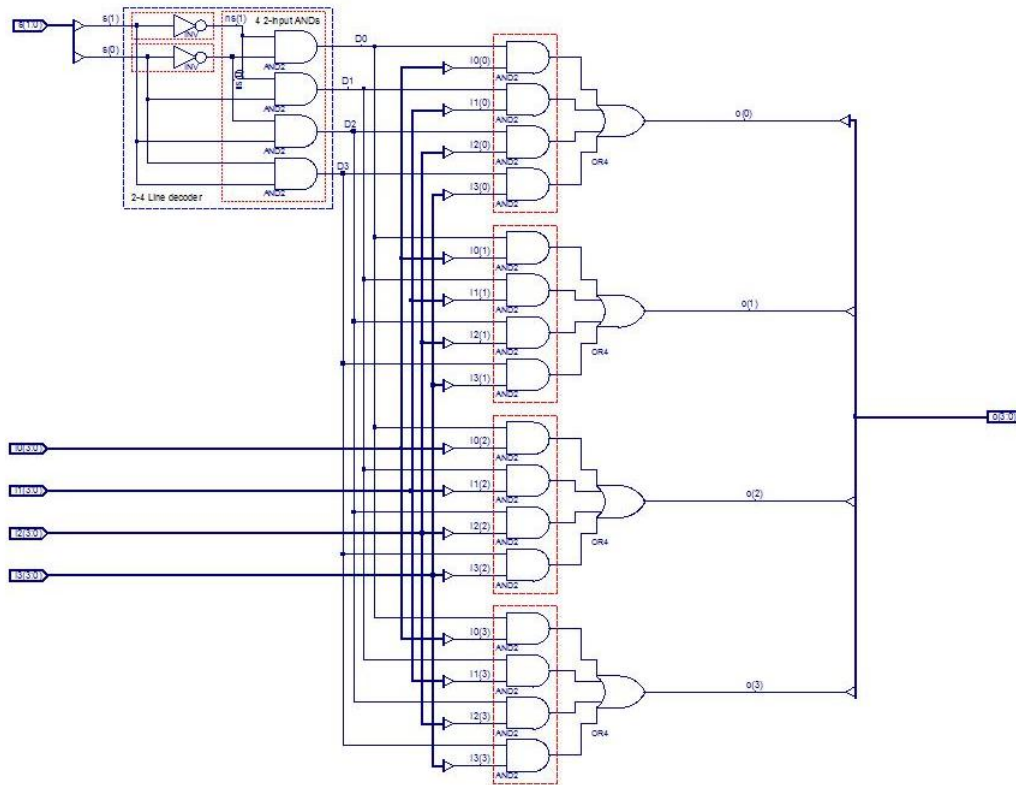 s(1:0)
s(1)
ns(1)
INV
s(0)
INV
ns(0)
4 2-Input ANDs
AND2
AND2
AND2
AND2
2-4 Line decoder
D0
D1
D2
D3
I0(0)
AND2
I1(0)
AND2
I2(0)
AND2
I3(0)
AND2
OR4
o(0)
I0(1)
AND2
I1(1)
AND2
I2(1)
AND2
I3(1)
AND2
OR4
o(1)
I0(3:0)
I1(3:0)
I2(3:0)
I3(3:0)
I0(2)
AND2
I1(2)
AND2
I2(2)
AND2
I3(2)
AND2
OR4
o(2)
o(3:0)
I0(3)
AND2
I1(3)
AND2
I2(3)
AND2
I3(3)
AND2
OR4
o(3)